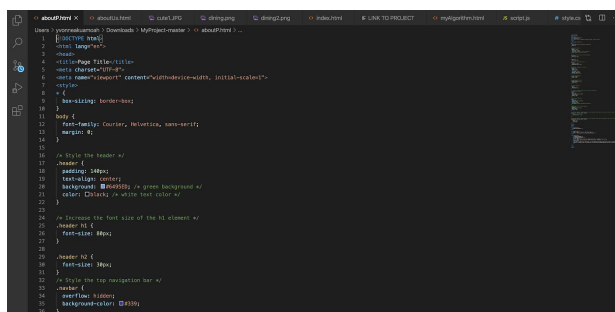 aboutP.html × aboutUs.html cute1.JPG dining.png dining2.png index.html LINK TO PROJECT myAlgorithm.html JS script.js # style.cs
Users > yvonneakuamoah > Downloads > MyProject-master > aboutP.html > ...
1 <!DOCTYPE html>
2 <html lang="en">
3 <head>
4 <title>Page Title</title>
5 <meta charset="UTF-8">
6 <meta name="viewport" content="width=device-width, initial-scale=1">
7 <style>
8 * {
9 box-sizing: border-box;
10 }
11 body {
12 font-family: Courier, Helvetica, sans-serif;
13 margin: 0;
14 }
15
16 /* Style the header */
17 .header {
18 padding: 140px;
19 text-align: center;
20 background: #6495ED; /* green background */
21 color: black; /* white text color */
22 }
23
24 /* Increase the font size of the h1 element */
25 .header h1 {
26 font-size: 80px;
27 }
28
29 .header h2 {
30 font-size: 30px;
31 }
32 /* Style the top navigation bar */
33 .navbar {
34 overflow: hidden;
35 background-color: #339;
36 }